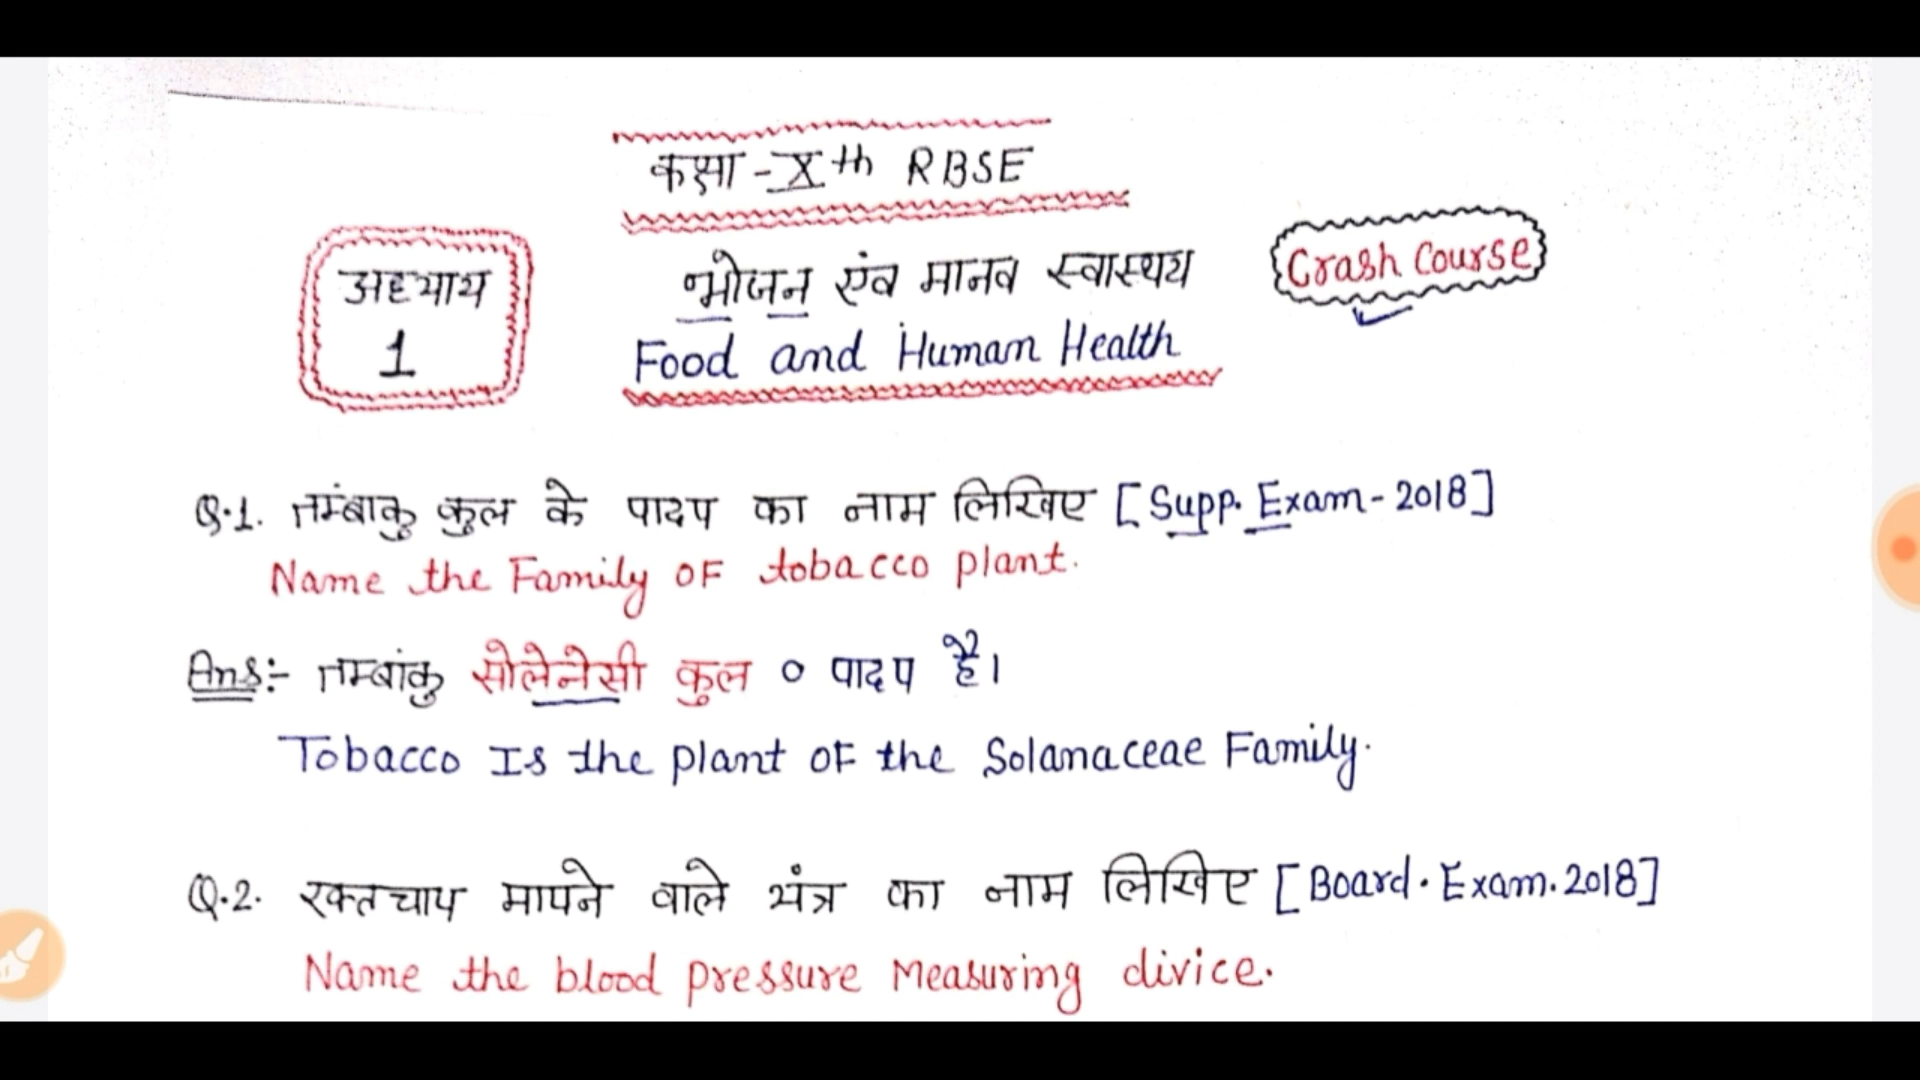 कक्षा - Xth RBSE
अध्याय
1
भोजन एंव मानव स्वास्थय
Crash Course
Food and Human Health
Q.1. तम्बाकु कुल के पादप का नाम लिखिए [Supp. Exam - 2018]
Name the Family OF tobacco plant.
Ans:- तम्बांकु सोलेनेसी कुल ० पादप है।
Tobacco Is the plant OF the Solanaceae Family.
Q.2. रक्तचाप मापने वाले यंत्र का नाम लिखिए [Board. Exam. 2018]
Name the blood pressure Measuring divice.